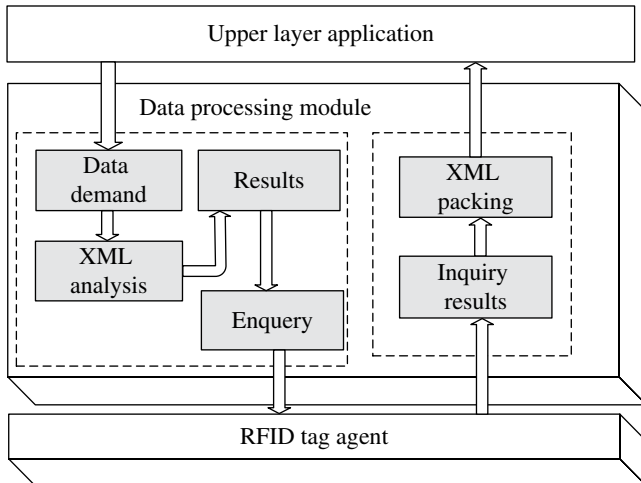 Upper layer application
Data processing module
Data
demand
XML
analysis
Results
Enquery
XML
packing
Inquiry
results
RFID tag agent